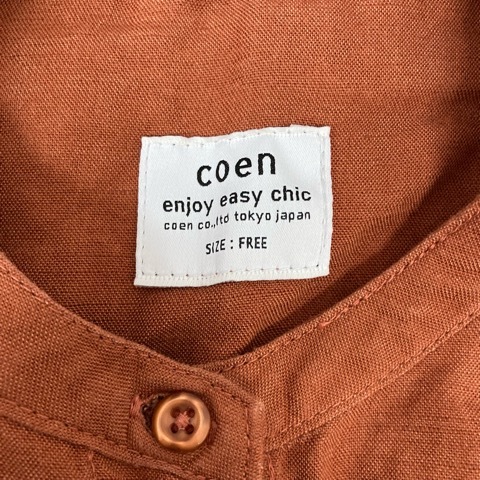 coen
enjoy easy chic
coen co.,ltd tokyo japan
SIZE : FREE